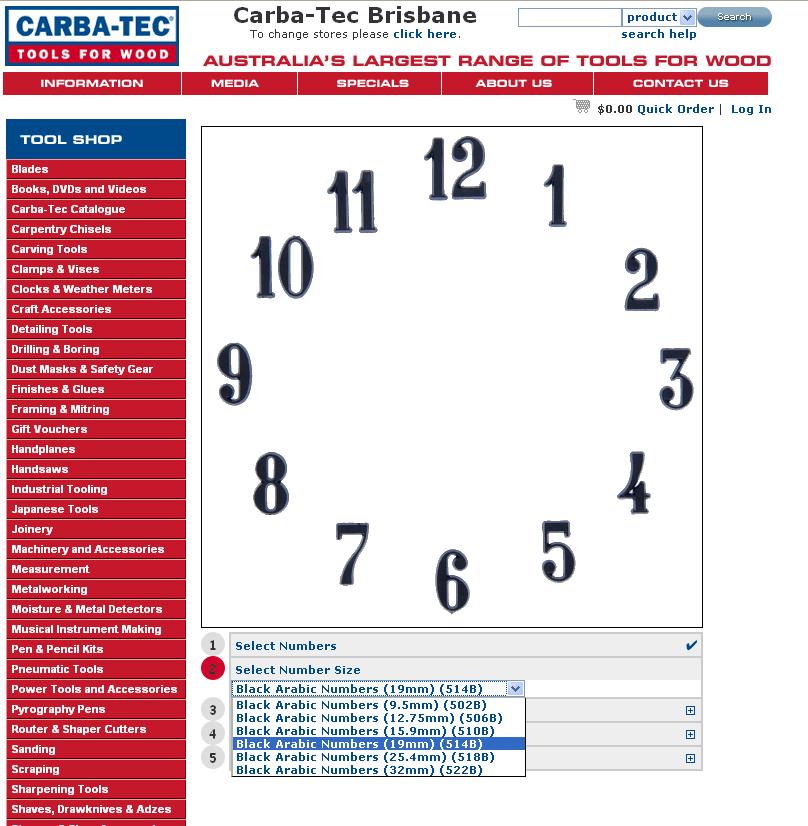 CARBA-TEC®
TOOLS FOR WOOD
Carba-Tec Brisbane
To change stores please click here.
product
Search
search help
AUSTRALIA'S LARGEST RANGE OF TOOLS FOR WOOD
INFORMATION
MEDIA
SPECIALS
ABOUT US
CONTACT US
$0.00 Quick Order | Log In
TOOL SHOP
Blades
Books, DVDs and Videos
Carba-Tec Catalogue
Carpentry Chisels
Carving Tools
Clamps & Vises
Clocks & Weather Meters
Craft Accessories
Detailing Tools
Drilling & Boring
Dust Masks & Safety Gear
Finishes & Glues
Framing & Mitring
Gift Vouchers
Handplanes
Handsaws
Industrial Tooling
Japanese Tools
Joinery
Machinery and Accessories
Measurement
Metalworking
Moisture & Metal Detectors
Musical Instrument Making
Pen & Pencil Kits
Pneumatic Tools
Power Tools and Accessories
Pyrography Pens
Router & Shaper Cutters
Sanding
Scraping
Sharpening Tools
Shaves, Drawknives & Adzes
12
1
2
3
4
5
6
7
8
9
10
11
1 Select Numbers
2 Select Number Size
Black Arabic Numbers (19mm) (514B)
Black Arabic Numbers (9.5mm) (502B)
Black Arabic Numbers (12.75mm) (506B)
Black Arabic Numbers (15.9mm) (510B)
Black Arabic Numbers (19mm) (514B)
Black Arabic Numbers (25.4mm) (518B)
Black Arabic Numbers (32mm) (522B)
3
4
5